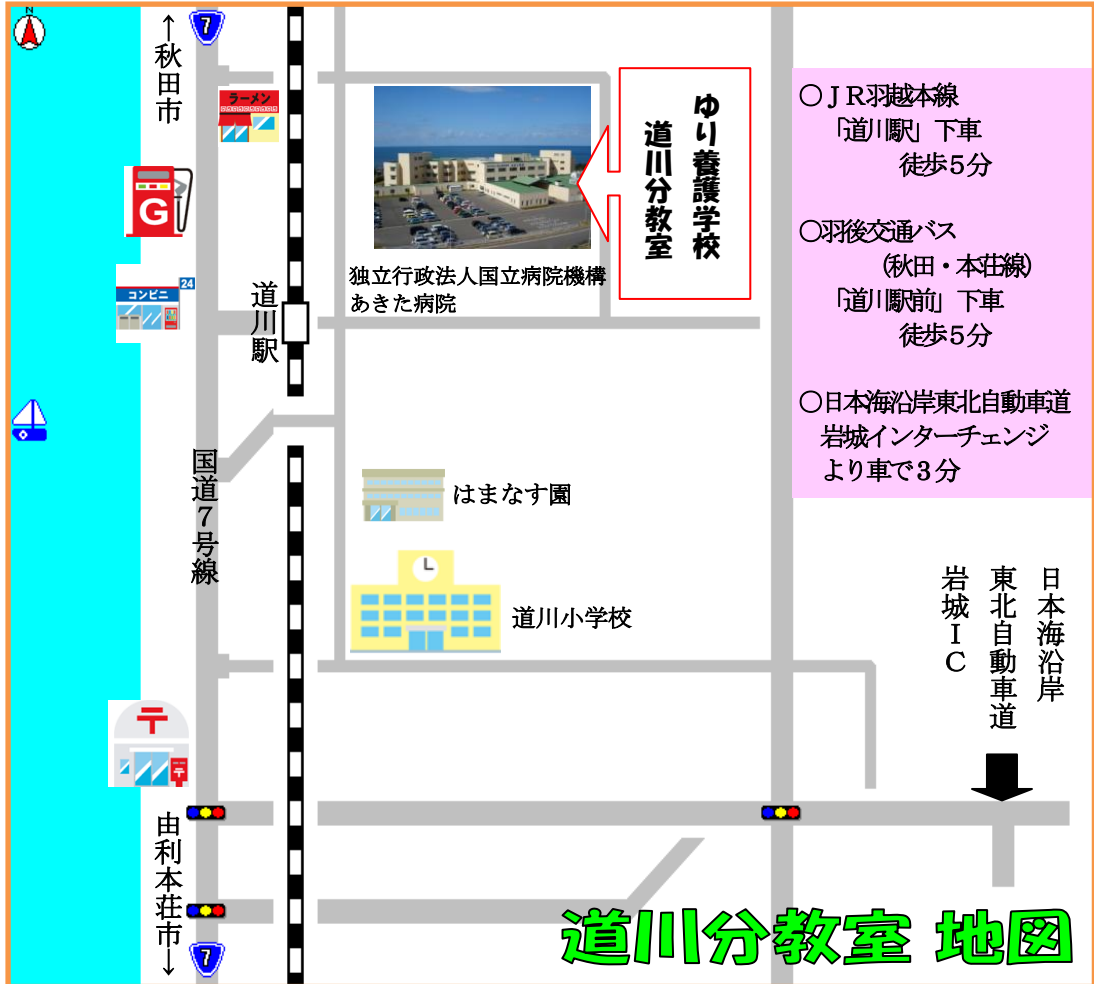 N
7
↑秋田市
ラーメン
G
コンビニ
24
道川駅
国道7号線
独立行政法人国立病院機構
あきた病院
ゆり養護学校
道川分教室
○JR羽越本線
「道川駅」下車
徒歩5分
○羽後交通バス
(秋田・本荘線)
「道川駅前」下車
徒歩5分
○日本海沿岸東北自動車道
岩城インターチェンジ
より車で3分
はまなす園
道川小学校
日本海沿岸
東北自動車道
岩城IC
〒
〒
由利本荘市↓
7
道川分教室 地図